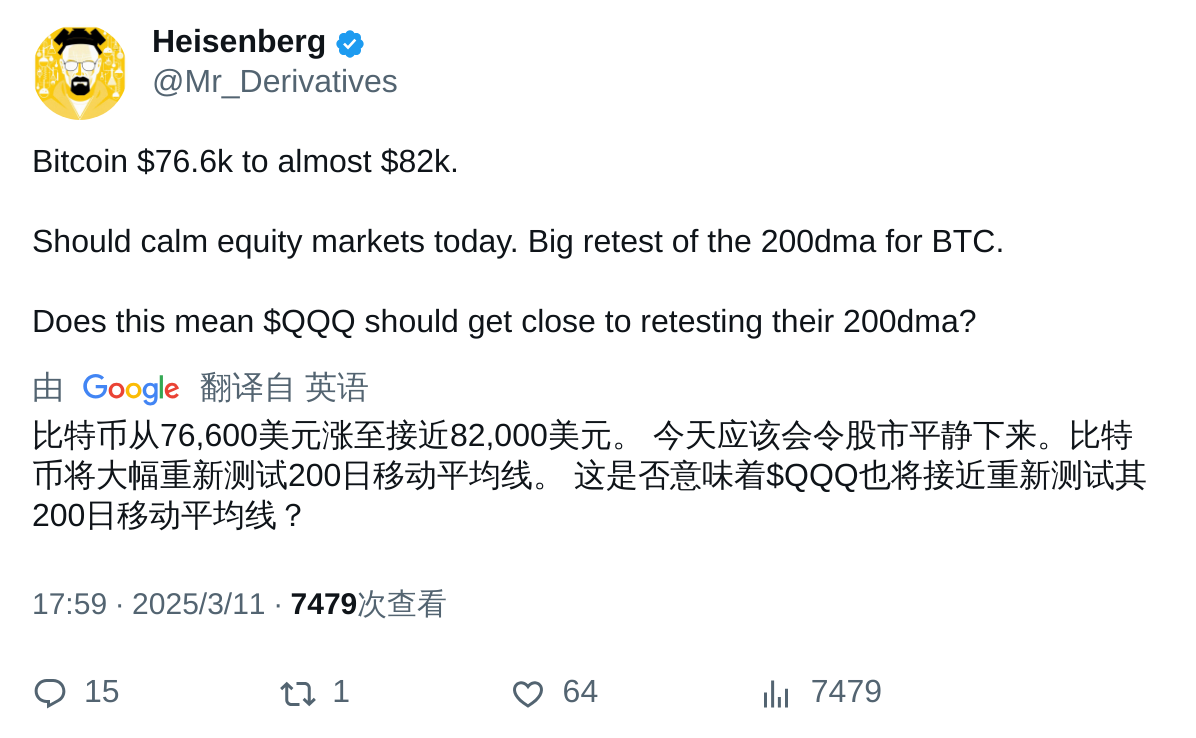 Heisenberg
@Mr_Derivatives
Bitcoin $76.6k to almost $82k.
Should calm equity markets today. Big retest of the 200dma for BTC.
Does this mean $QQQ should get close to retesting their 200dma?
由 Google 翻译自 英语
比特币从76,600美元涨至接近82,000美元。 今天应该会令股市平静下来。比特
币将大幅重新测试200日移动平均线。 这是否意味着$QQQ也将接近重新测试其
200日移动平均线？
17:59 · 2025/3/11 · 7479次查看
15 1 64 7479